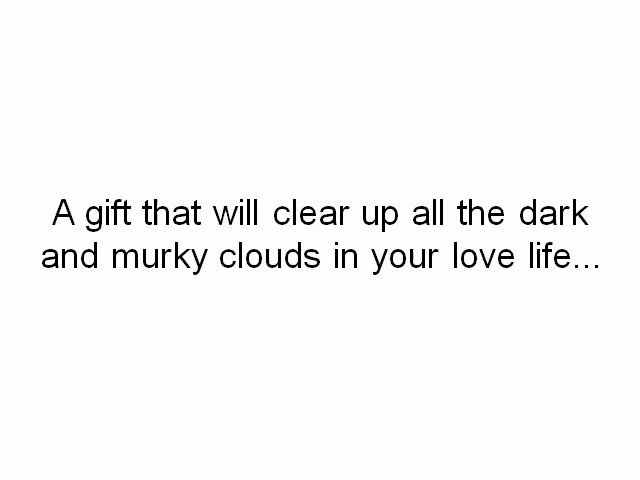 A gift that will clear up all the dark
and murky clouds in your love life...